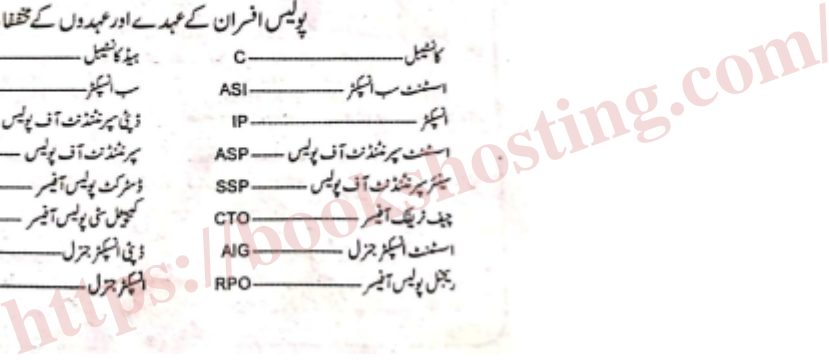 پولیس افسران کے عہدے اور عہدوں کے مخففا
کانسٹیبل C ہیڈ کانسٹیبل
اسسٹنٹ سب انسپکٹر ASI سب انسپکٹر
انسپکٹر IP ڈپٹی سپرنٹنڈنٹ آف پولیس
اسسٹنٹ سپرنٹنڈنٹ آف پولیس ASP سپرنٹنڈنٹ آف پولیس
سینئر سپرنٹنڈنٹ آف پولیس SSP ڈسٹرکٹ پولیس آفیسر
چیف ٹریفک آفیسر CTO کیپیٹل سٹی پولیس آفیسر
اسسٹنٹ انسپکٹر جنرل AIG ڈپٹی انسپکٹر جنرل
ریجنل پولیس آفیسر RPO انسپکٹر جنرل
https://bookshosting.com/